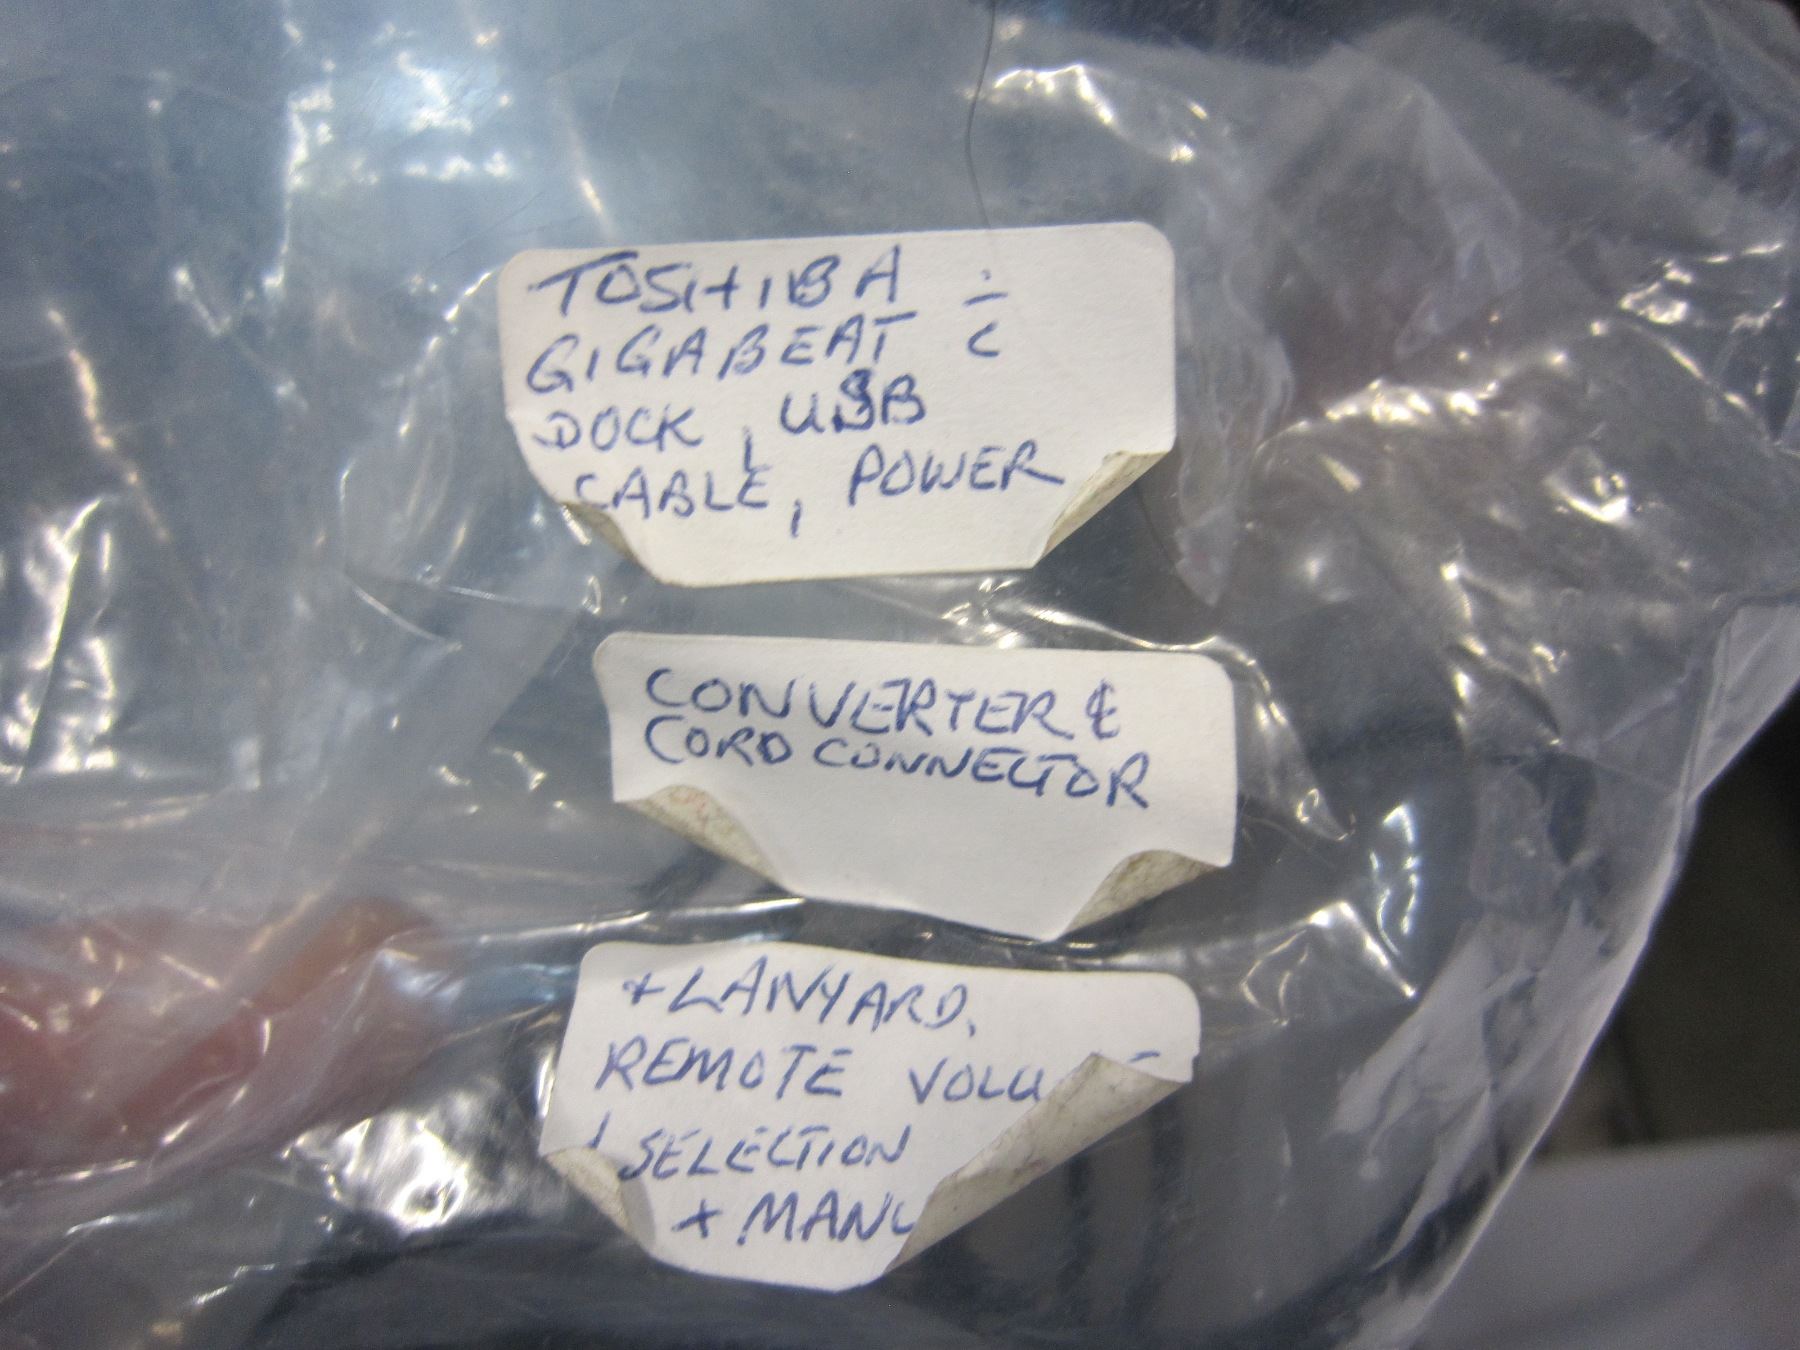 TOSHIBA
GIGABEAT c̄
DOCK, USB
CABLE, POWER
CONVERTER &
CORD CONNECTOR
+ LANYARD,
REMOTE
SELECTION
+